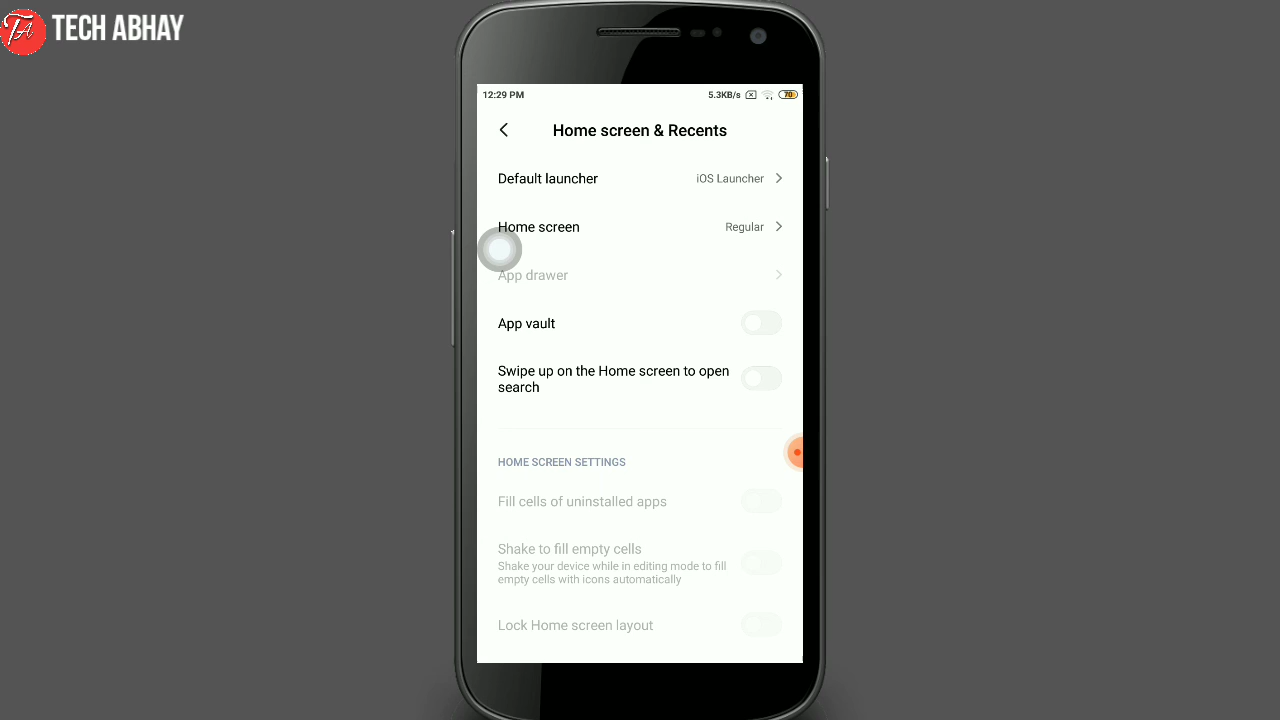 TA TECH ABHAY
12:29 PM 5.3KB/s 70
Home screen & Recents
Default launcher iOS Launcher
Home screen Regular
App drawer
App vault
Swipe up on the Home screen to open
search
HOME SCREEN SETTINGS
Fill cells of uninstalled apps
Shake to fill empty cells
Shake your device while in editing mode to fill
empty cells with icons automatically
Lock Home screen layout